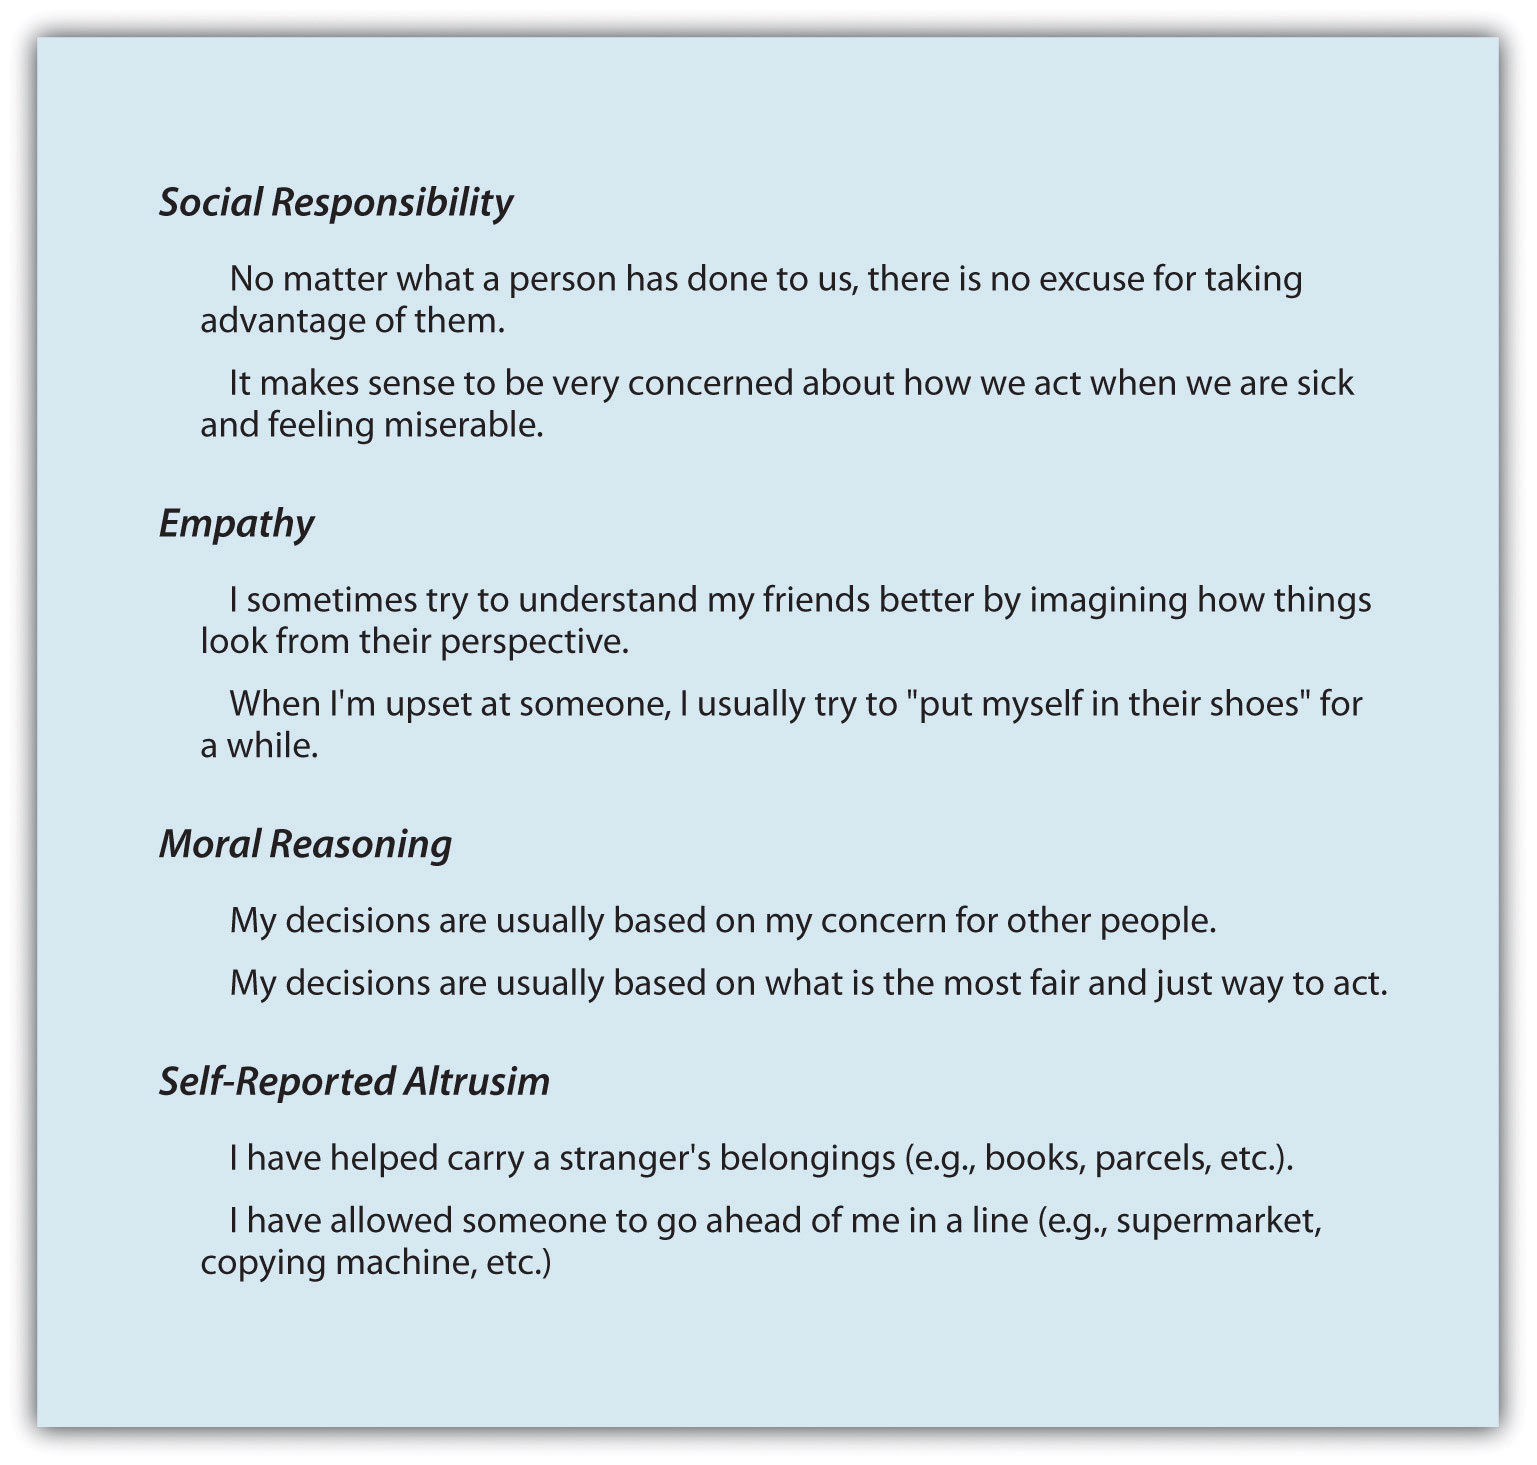 Social Responsibility
No matter what a person has done to us, there is no excuse for taking
advantage of them.
It makes sense to be very concerned about how we act when we are sick
and feeling miserable.
Empathy
I sometimes try to understand my friends better by imagining how things
look from their perspective.
When I'm upset at someone, I usually try to "put myself in their shoes" for
a while.
Moral Reasoning
My decisions are usually based on my concern for other people.
My decisions are usually based on what is the most fair and just way to act.
Self-Reported Altrusim
I have helped carry a stranger's belongings (e.g., books, parcels, etc.).
I have allowed someone to go ahead of me in a line (e.g., supermarket,
copying machine, etc.)